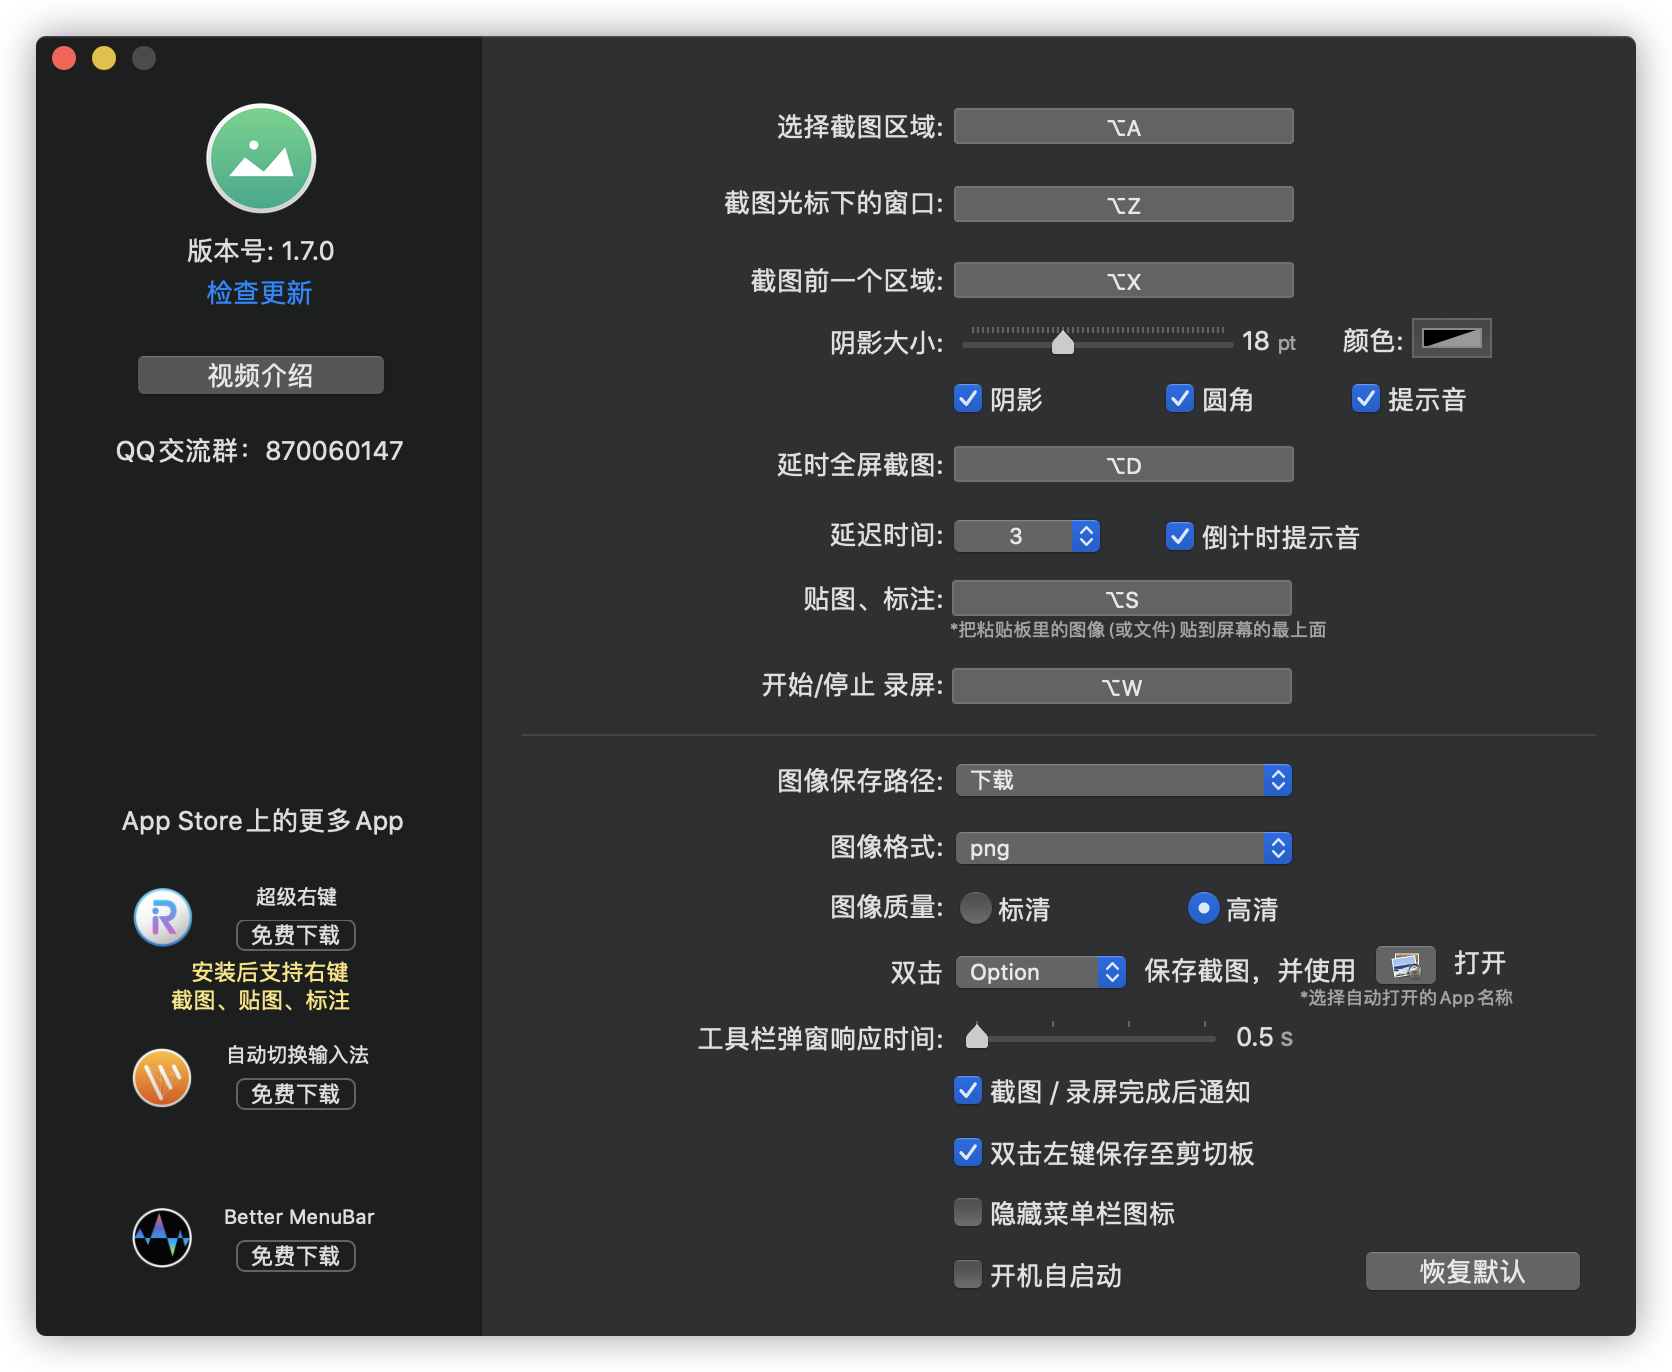 版本号: 1.7.0
检查更新
视频介绍
QQ交流群：870060147
App Store上的更多App
超级右键
免费下载
安装后支持右键
截图、贴图、标注
自动切换输入法
免费下载
Better MenuBar
免费下载
选择截图区域: ⌥A
截图光标下的窗口: ⌥Z
截图前一个区域: ⌥X
阴影大小: 18 pt 颜色:
阴影 圆角 提示音
延时全屏截图: ⌥D
延迟时间: 3 倒计时提示音
贴图、标注: ⌥S
*把粘贴板里的图像(或文件)贴到屏幕的最上面
开始/停止 录屏: ⌥W
图像保存路径: 下载
图像格式: png
图像质量: 标清 高清
双击 Option 保存截图，并使用 打开
*选择自动打开的App名称
工具栏弹窗响应时间: 0.5 s
截图 / 录屏完成后通知
双击左键保存至剪切板
隐藏菜单栏图标
开机自启动
恢复默认